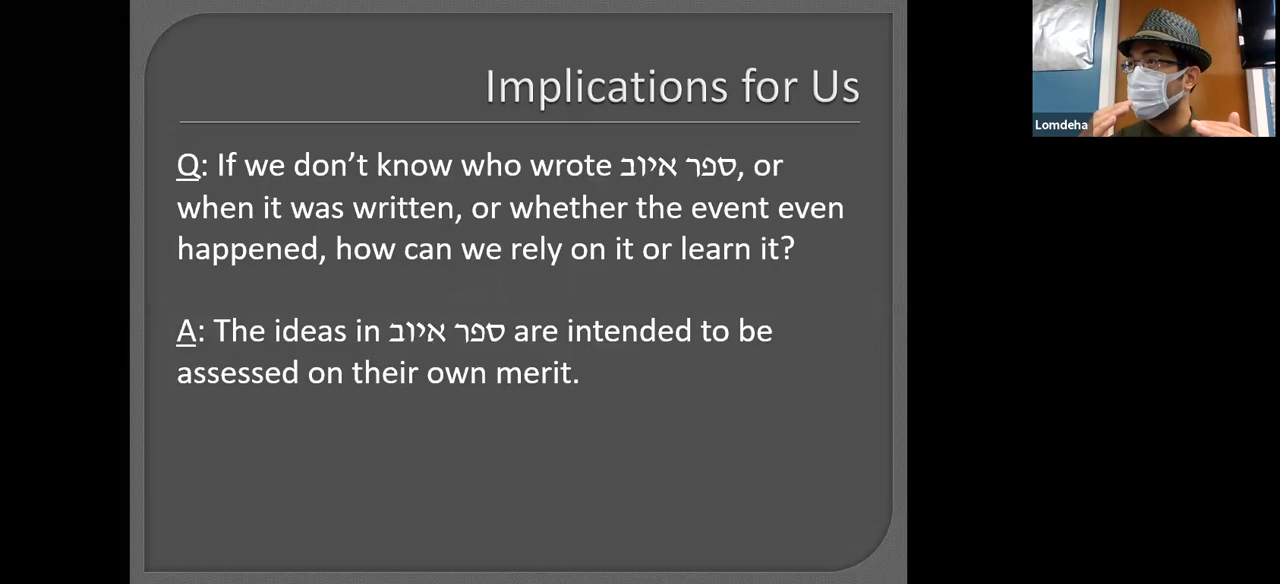 Implications for Us
Q: If we don’t know who wrote ספר איוב, or
when it was written, or whether the event even
happened, how can we rely on it or learn it?
A: The ideas in ספר איוב are intended to be
assessed on their own merit.
Lomdeha